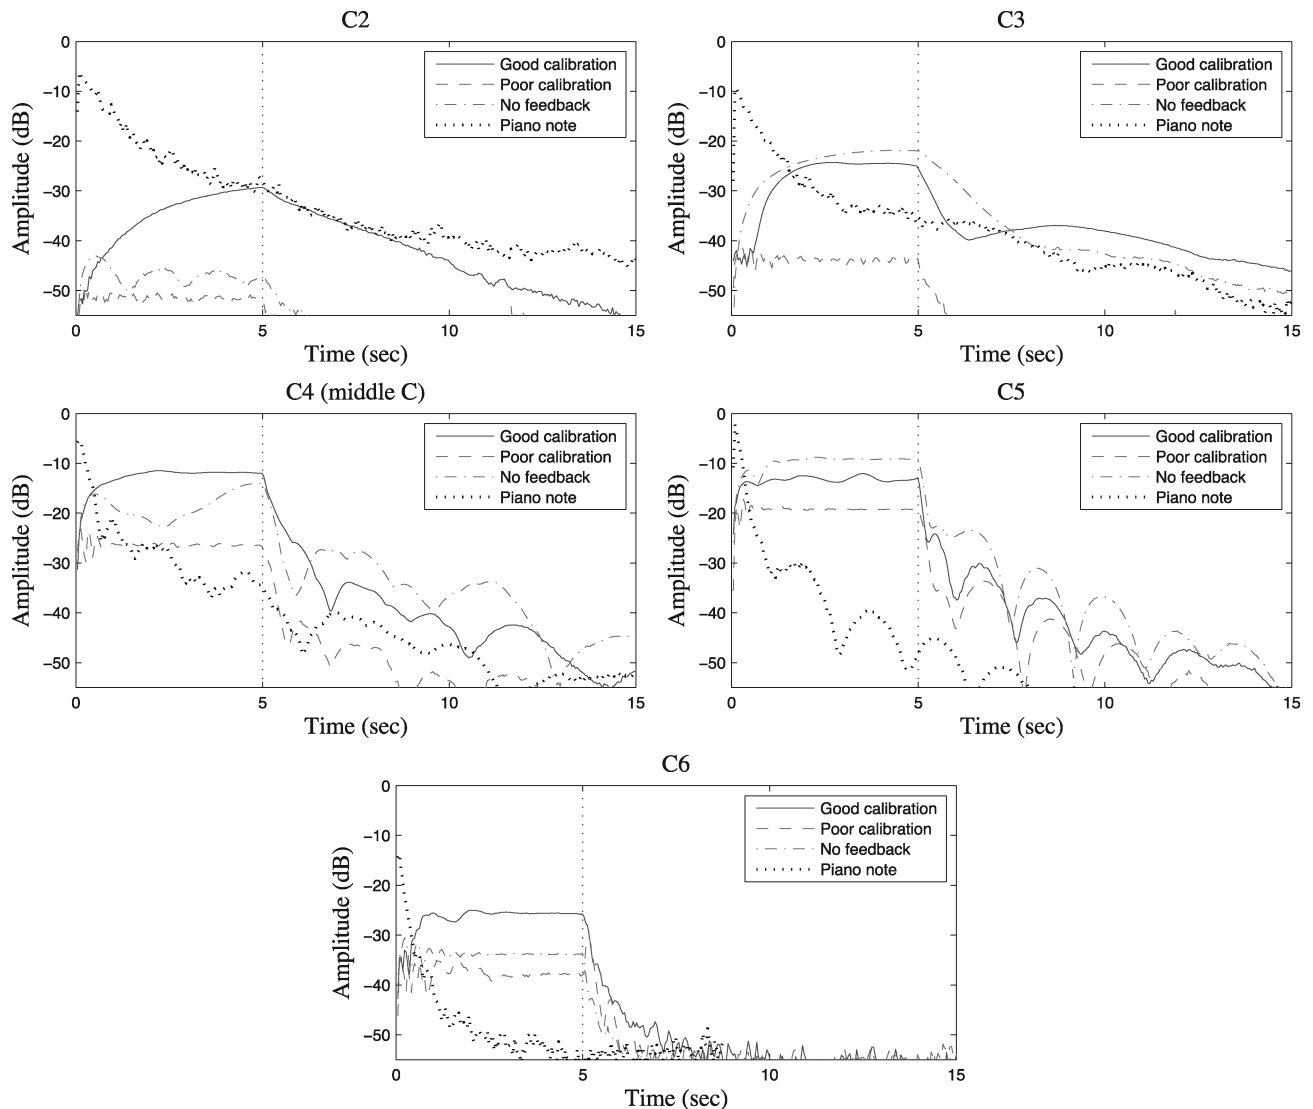 C2
0
−10
−20
−30
−40
−50
Amplitude (dB)
Good calibration
Poor calibration
No feedback
Piano note
0
5
10
15
Time (sec)
C3
0
−10
−20
−30
−40
−50
Amplitude (dB)
Good calibration
Poor calibration
No feedback
Piano note
0
5
10
15
Time (sec)
C4 (middle C)
0
−10
−20
−30
−40
−50
Amplitude (dB)
Good calibration
Poor calibration
No feedback
Piano note
0
5
10
15
Time (sec)
C5
0
−10
−20
−30
−40
−50
Amplitude (dB)
Good calibration
Poor calibration
No feedback
Piano note
0
5
10
15
Time (sec)
C6
0
−10
−20
−30
−40
−50
Amplitude (dB)
Good calibration
Poor calibration
No feedback
Piano note
0
5
10
15
Time (sec)